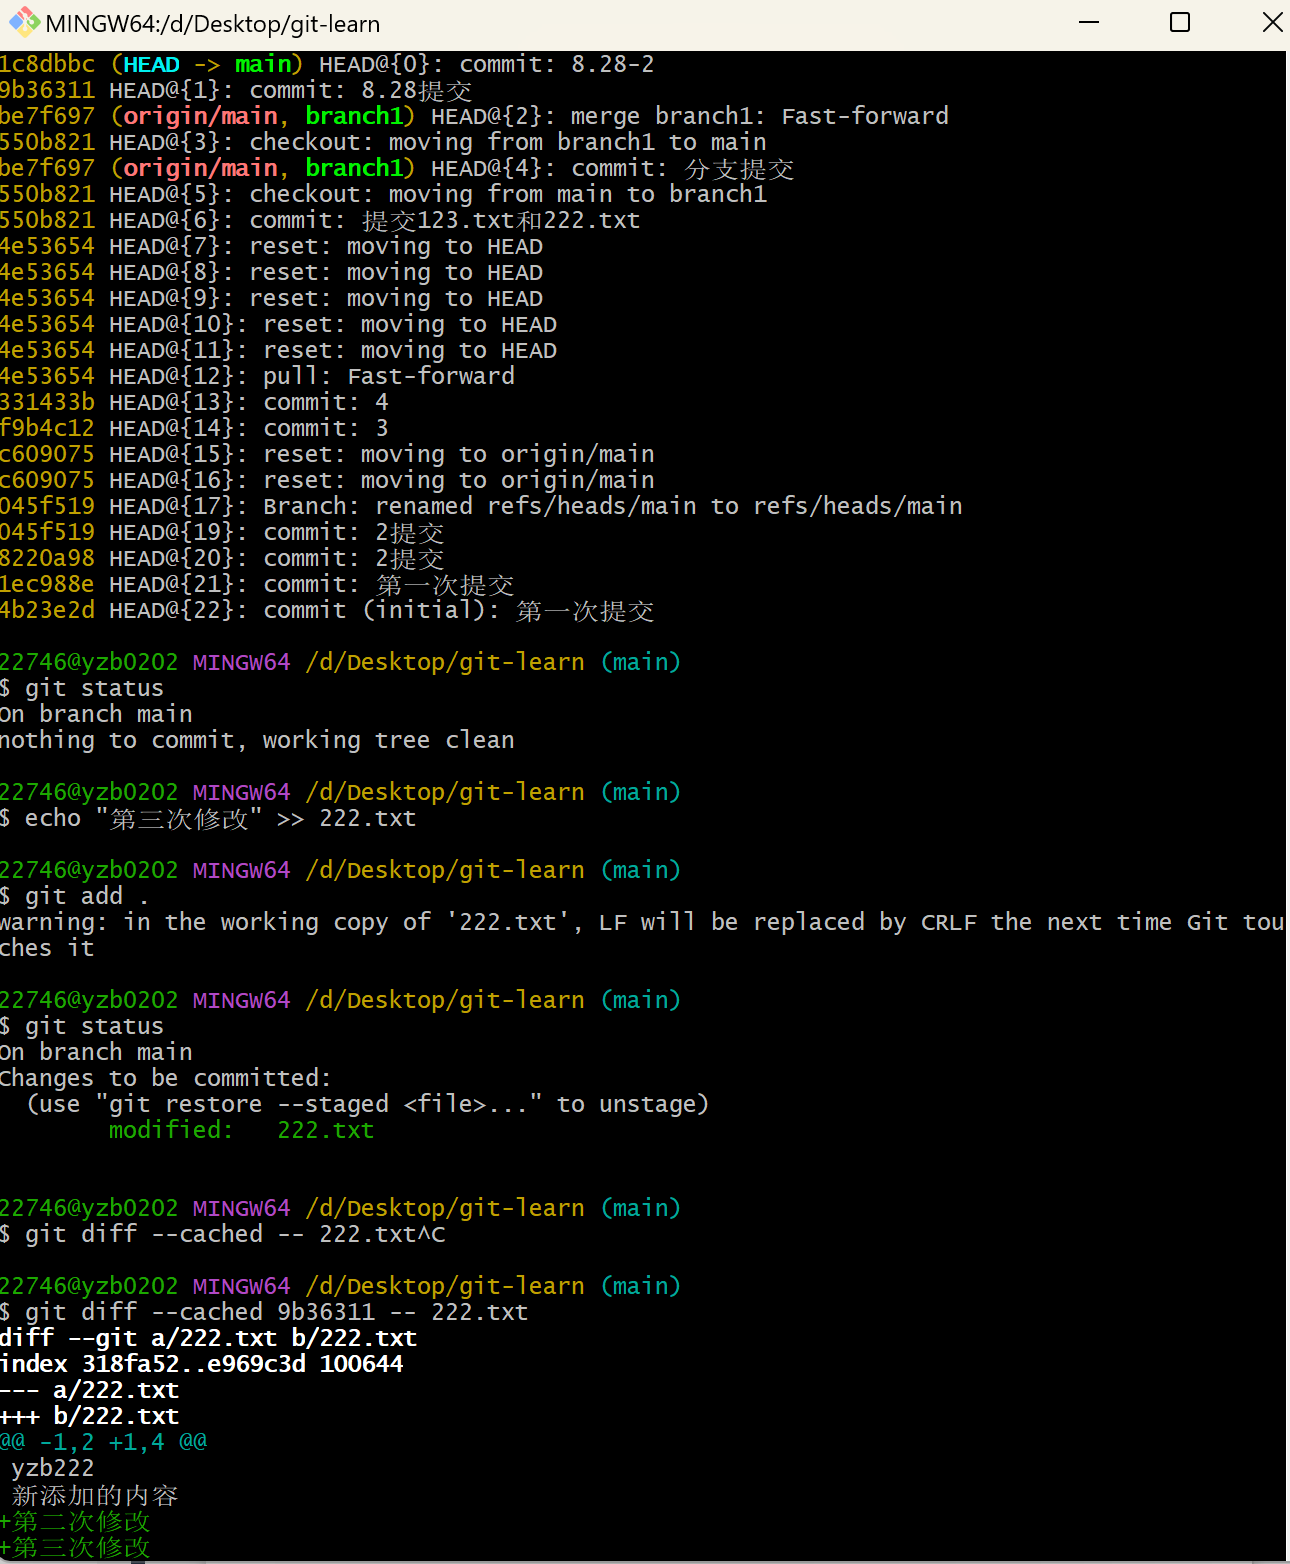 MINGW64:/d/Desktop/git-learn
1c8dbbc (HEAD -> main) HEAD@{0}: commit: 8.28-2
9b36311 HEAD@{1}: commit: 8.28提交
be7f697 (origin/main, branch1) HEAD@{2}: merge branch1: Fast-forward
550b821 HEAD@{3}: checkout: moving from branch1 to main
be7f697 (origin/main, branch1) HEAD@{4}: commit: 分支提交
550b821 HEAD@{5}: checkout: moving from main to branch1
550b821 HEAD@{6}: commit: 提交123.txt和222.txt
4e53654 HEAD@{7}: reset: moving to HEAD
4e53654 HEAD@{8}: reset: moving to HEAD
4e53654 HEAD@{9}: reset: moving to HEAD
4e53654 HEAD@{10}: reset: moving to HEAD
4e53654 HEAD@{11}: reset: moving to HEAD
4e53654 HEAD@{12}: pull: Fast-forward
331433b HEAD@{13}: commit: 4
f9b4c12 HEAD@{14}: commit: 3
c609075 HEAD@{15}: reset: moving to origin/main
c609075 HEAD@{16}: reset: moving to origin/main
045f519 HEAD@{17}: Branch: renamed refs/heads/main to refs/heads/main
045f519 HEAD@{19}: commit: 2提交
8220a98 HEAD@{20}: commit: 2提交
1ec988e HEAD@{21}: commit: 第一次提交
4b23e2d HEAD@{22}: commit (initial): 第一次提交
22746@yzb0202 MINGW64 /d/Desktop/git-learn (main)
$ git status
On branch main
nothing to commit, working tree clean
22746@yzb0202 MINGW64 /d/Desktop/git-learn (main)
$ echo "第三次修改" >> 222.txt
22746@yzb0202 MINGW64 /d/Desktop/git-learn (main)
$ git add .
warning: in the working copy of '222.txt', LF will be replaced by CRLF the next time Git tou
ches it
22746@yzb0202 MINGW64 /d/Desktop/git-learn (main)
$ git status
On branch main
Changes to be committed:
(use "git restore --staged <file>..." to unstage)
modified:   222.txt
22746@yzb0202 MINGW64 /d/Desktop/git-learn (main)
$ git diff --cached -- 222.txt^C
22746@yzb0202 MINGW64 /d/Desktop/git-learn (main)
$ git diff --cached 9b36311 -- 222.txt
diff --git a/222.txt b/222.txt
index 318fa52..e969c3d 100644
--- a/222.txt
+++ b/222.txt
@@ -1,2 +1,4 @@
yzb222
新添加的内容
+第二次修改
+第三次修改